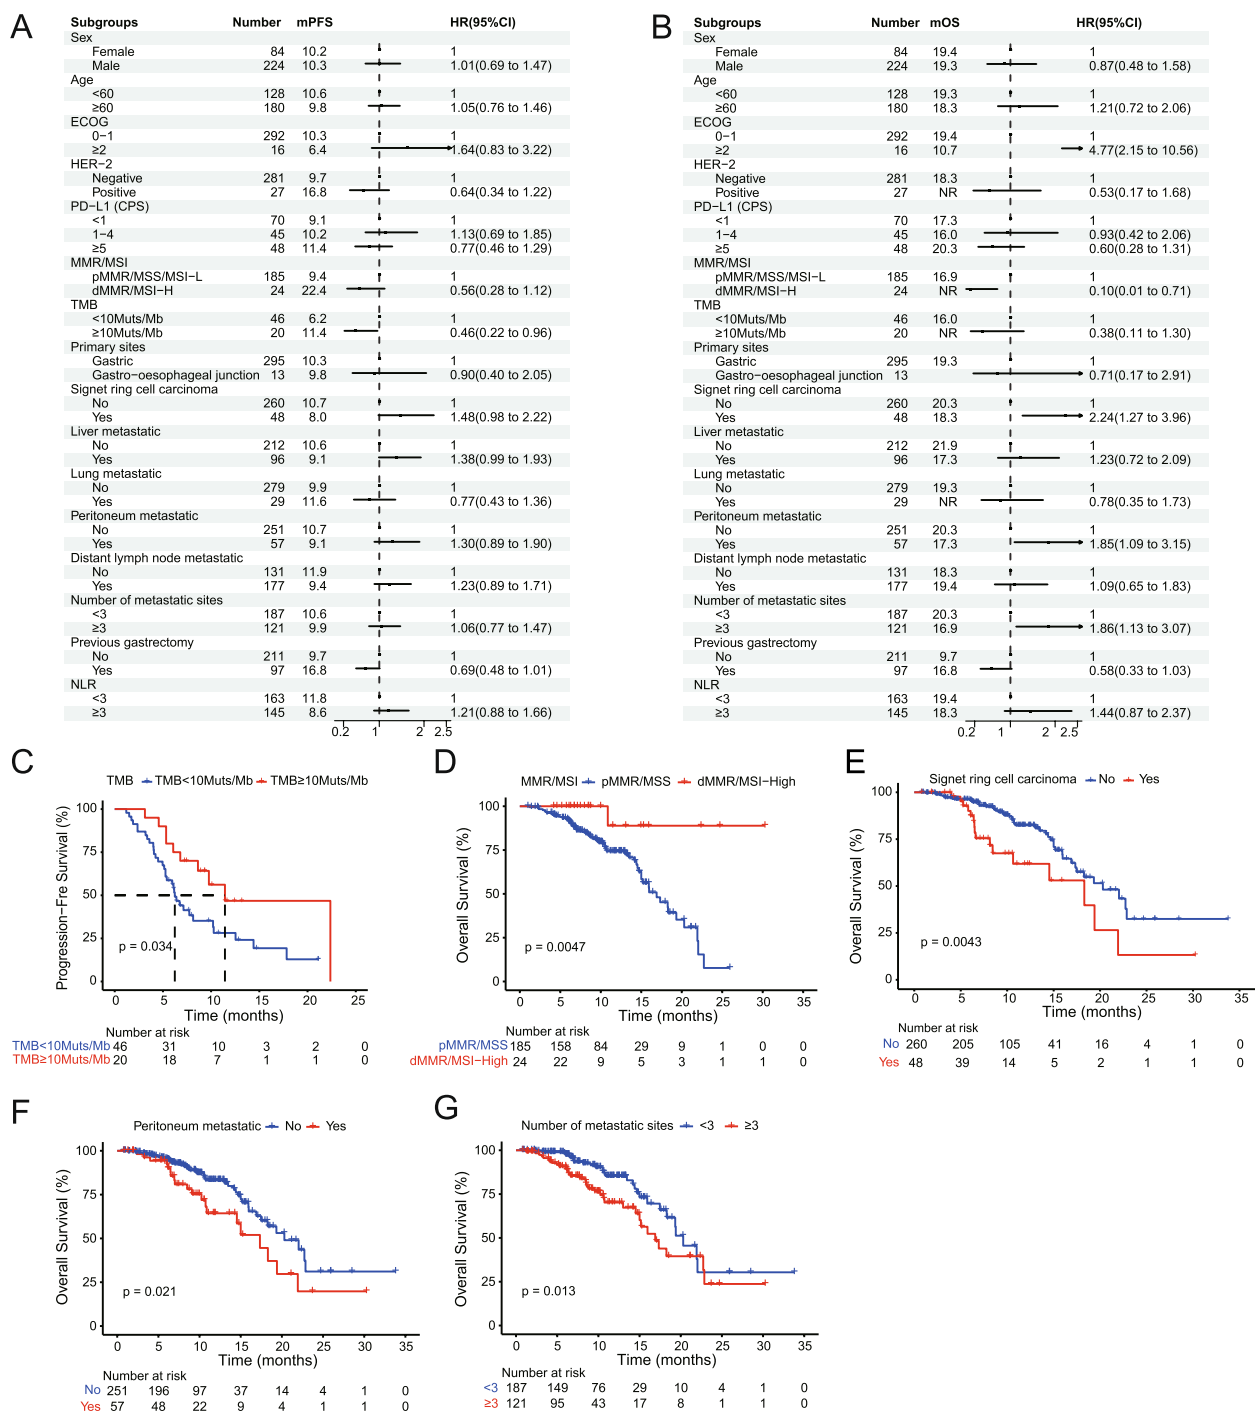 A
Subgroups Number mPFS HR(95%CI)
Sex
Female 84 10.2 1
Male 224 10.3 1.01(0.69 to 1.47)
Age
<60 128 10.6 1
≥60 180 9.8 1.05(0.76 to 1.46)
ECOG
0−1 292 10.3 1
≥2 16 6.4 1.64(0.83 to 3.22)
HER−2
Negative 281 9.7 1
Positive 27 16.8 0.64(0.34 to 1.22)
PD−L1 (CPS)
<1 70 9.1 1
1−4 45 10.2 1.13(0.69 to 1.85)
≥5 48 11.4 0.77(0.46 to 1.29)
MMR/MSI
pMMR/MSS/MSI−L 185 9.4 1
dMMR/MSI−H 24 22.4 0.56(0.28 to 1.12)
TMB
<10Muts/Mb 46 6.2 1
≥10Muts/Mb 20 11.4 0.46(0.22 to 0.96)
Primary sites
Gastric 295 10.3 1
Gastro−oesophageal junction 13 9.8 0.90(0.40 to 2.05)
Signet ring cell carcinoma
No 260 10.7 1
Yes 48 8.0 1.48(0.98 to 2.22)
Liver metastatic
No 212 10.6 1
Yes 96 9.1 1.38(0.99 to 1.93)
Lung metastatic
No 279 9.9 1
Yes 29 11.6 0.77(0.43 to 1.36)
Peritoneum metastatic
No 251 10.7 1
Yes 57 9.1 1.30(0.89 to 1.90)
Distant lymph node metastatic
No 131 11.9 1
Yes 177 9.4 1.23(0.89 to 1.71)
Number of metastatic sites
<3 187 10.6 1
≥3 121 9.9 1.06(0.77 to 1.47)
Previous gastrectomy
No 211 9.7 1
Yes 97 16.8 0.69(0.48 to 1.01)
NLR
<3 163 11.8 1
≥3 145 8.6 1.21(0.88 to 1.66)
0.2 1 2 2.5
B
Subgroups Number mOS HR(95%CI)
Sex
Female 84 19.4 1
Male 224 19.3 0.87(0.48 to 1.58)
Age
<60 128 19.3 1
≥60 180 18.3 1.21(0.72 to 2.06)
ECOG
0−1 292 19.4 1
≥2 16 10.7 4.77(2.15 to 10.56)
HER−2
Negative 281 18.3 1
Positive 27 NR 0.53(0.17 to 1.68)
PD−L1 (CPS)
<1 70 17.3 1
1−4 45 16.0 0.93(0.42 to 2.06)
≥5 48 20.3 0.60(0.28 to 1.31)
MMR/MSI
pMMR/MSS/MSI−L 185 16.9 1
dMMR/MSI−H 24 NR 0.10(0.01 to 0.71)
TMB
<10Muts/Mb 46 16.0 1
≥10Muts/Mb 20 NR 0.38(0.11 to 1.30)
Primary sites
Gastric 295 19.3 1
Gastro−oesophageal junction 13 0.71(0.17 to 2.91)
Signet ring cell carcinoma
No 260 20.3 1
Yes 48 18.3 2.24(1.27 to 3.96)
Liver metastatic
No 212 21.9 1
Yes 96 17.3 1.23(0.72 to 2.09)
Lung metastatic
No 279 19.3 1
Yes 29 NR 0.78(0.35 to 1.73)
Peritoneum metastatic
No 251 20.3 1
Yes 57 17.3 1.85(1.09 to 3.15)
Distant lymph node metastatic
No 131 18.3 1
Yes 177 19.4 1.09(0.65 to 1.83)
Number of metastatic sites
<3 187 20.3 1
≥3 121 16.9 1.86(1.13 to 3.07)
Previous gastrectomy
No 211 9.7 1
Yes 97 16.8 0.58(0.33 to 1.03)
NLR
<3 163 19.4 1
≥3 145 18.3 1.44(0.87 to 2.37)
0.2 1 2 2.5
C
TMB TMB<10Muts/Mb TMB≥10Muts/Mb
Progression−Fre Survival (%)
100
75
50
25
0
p = 0.034
0 5 10 15 20 25
Time (months)
Number at risk
TMB<10Muts/Mb 46 31 10 3 2 0
TMB≥10Muts/Mb 20 18 7 1 1 0
D
MMR/MSI pMMR/MSS dMMR/MSI−High
Overall Survival (%)
100
75
50
25
0
p = 0.0047
0 5 10 15 20 25 30 35
Time (months)
Number at risk
pMMR/MSS 185 158 84 29 9 1 0 0
dMMR/MSI−High 24 22 9 5 3 1 1 0
E
Signet ring cell carcinoma No Yes
Overall Survival (%)
100
75
50
25
0
p = 0.0043
0 5 10 15 20 25 30 35
Time (months)
Number at risk
No 260 205 105 41 16 4 1 0
Yes 48 39 14 5 2 1 1 0
F
Peritoneum metastatic No Yes
Overall Survival (%)
100
75
50
25
0
p = 0.021
0 5 10 15 20 25 30 35
Time (months)
Number at risk
No 251 196 97 37 14 4 1 0
Yes 57 48 22 9 4 1 1 0
G
Number of metastatic sites <3 ≥3
Overall Survival (%)
100
75
50
25
0
p = 0.013
0 5 10 15 20 25 30 35
Time (months)
Number at risk
<3 187 149 76 29 10 4 1 0
≥3 121 95 43 17 8 1 1 0